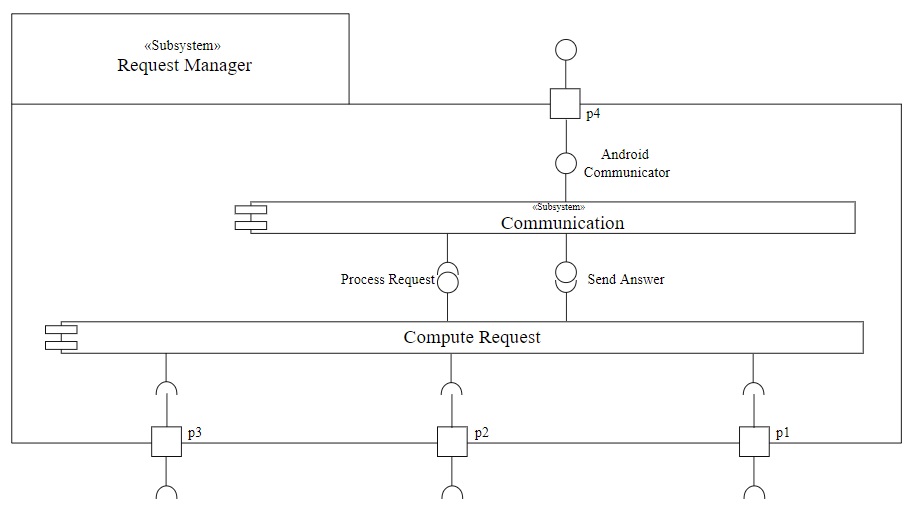 «Subsystem»
Request Manager
p4
Android
Communicator
«Subsystem»
Communication
Process Request
Send Answer
Compute Request
p3
p2
p1